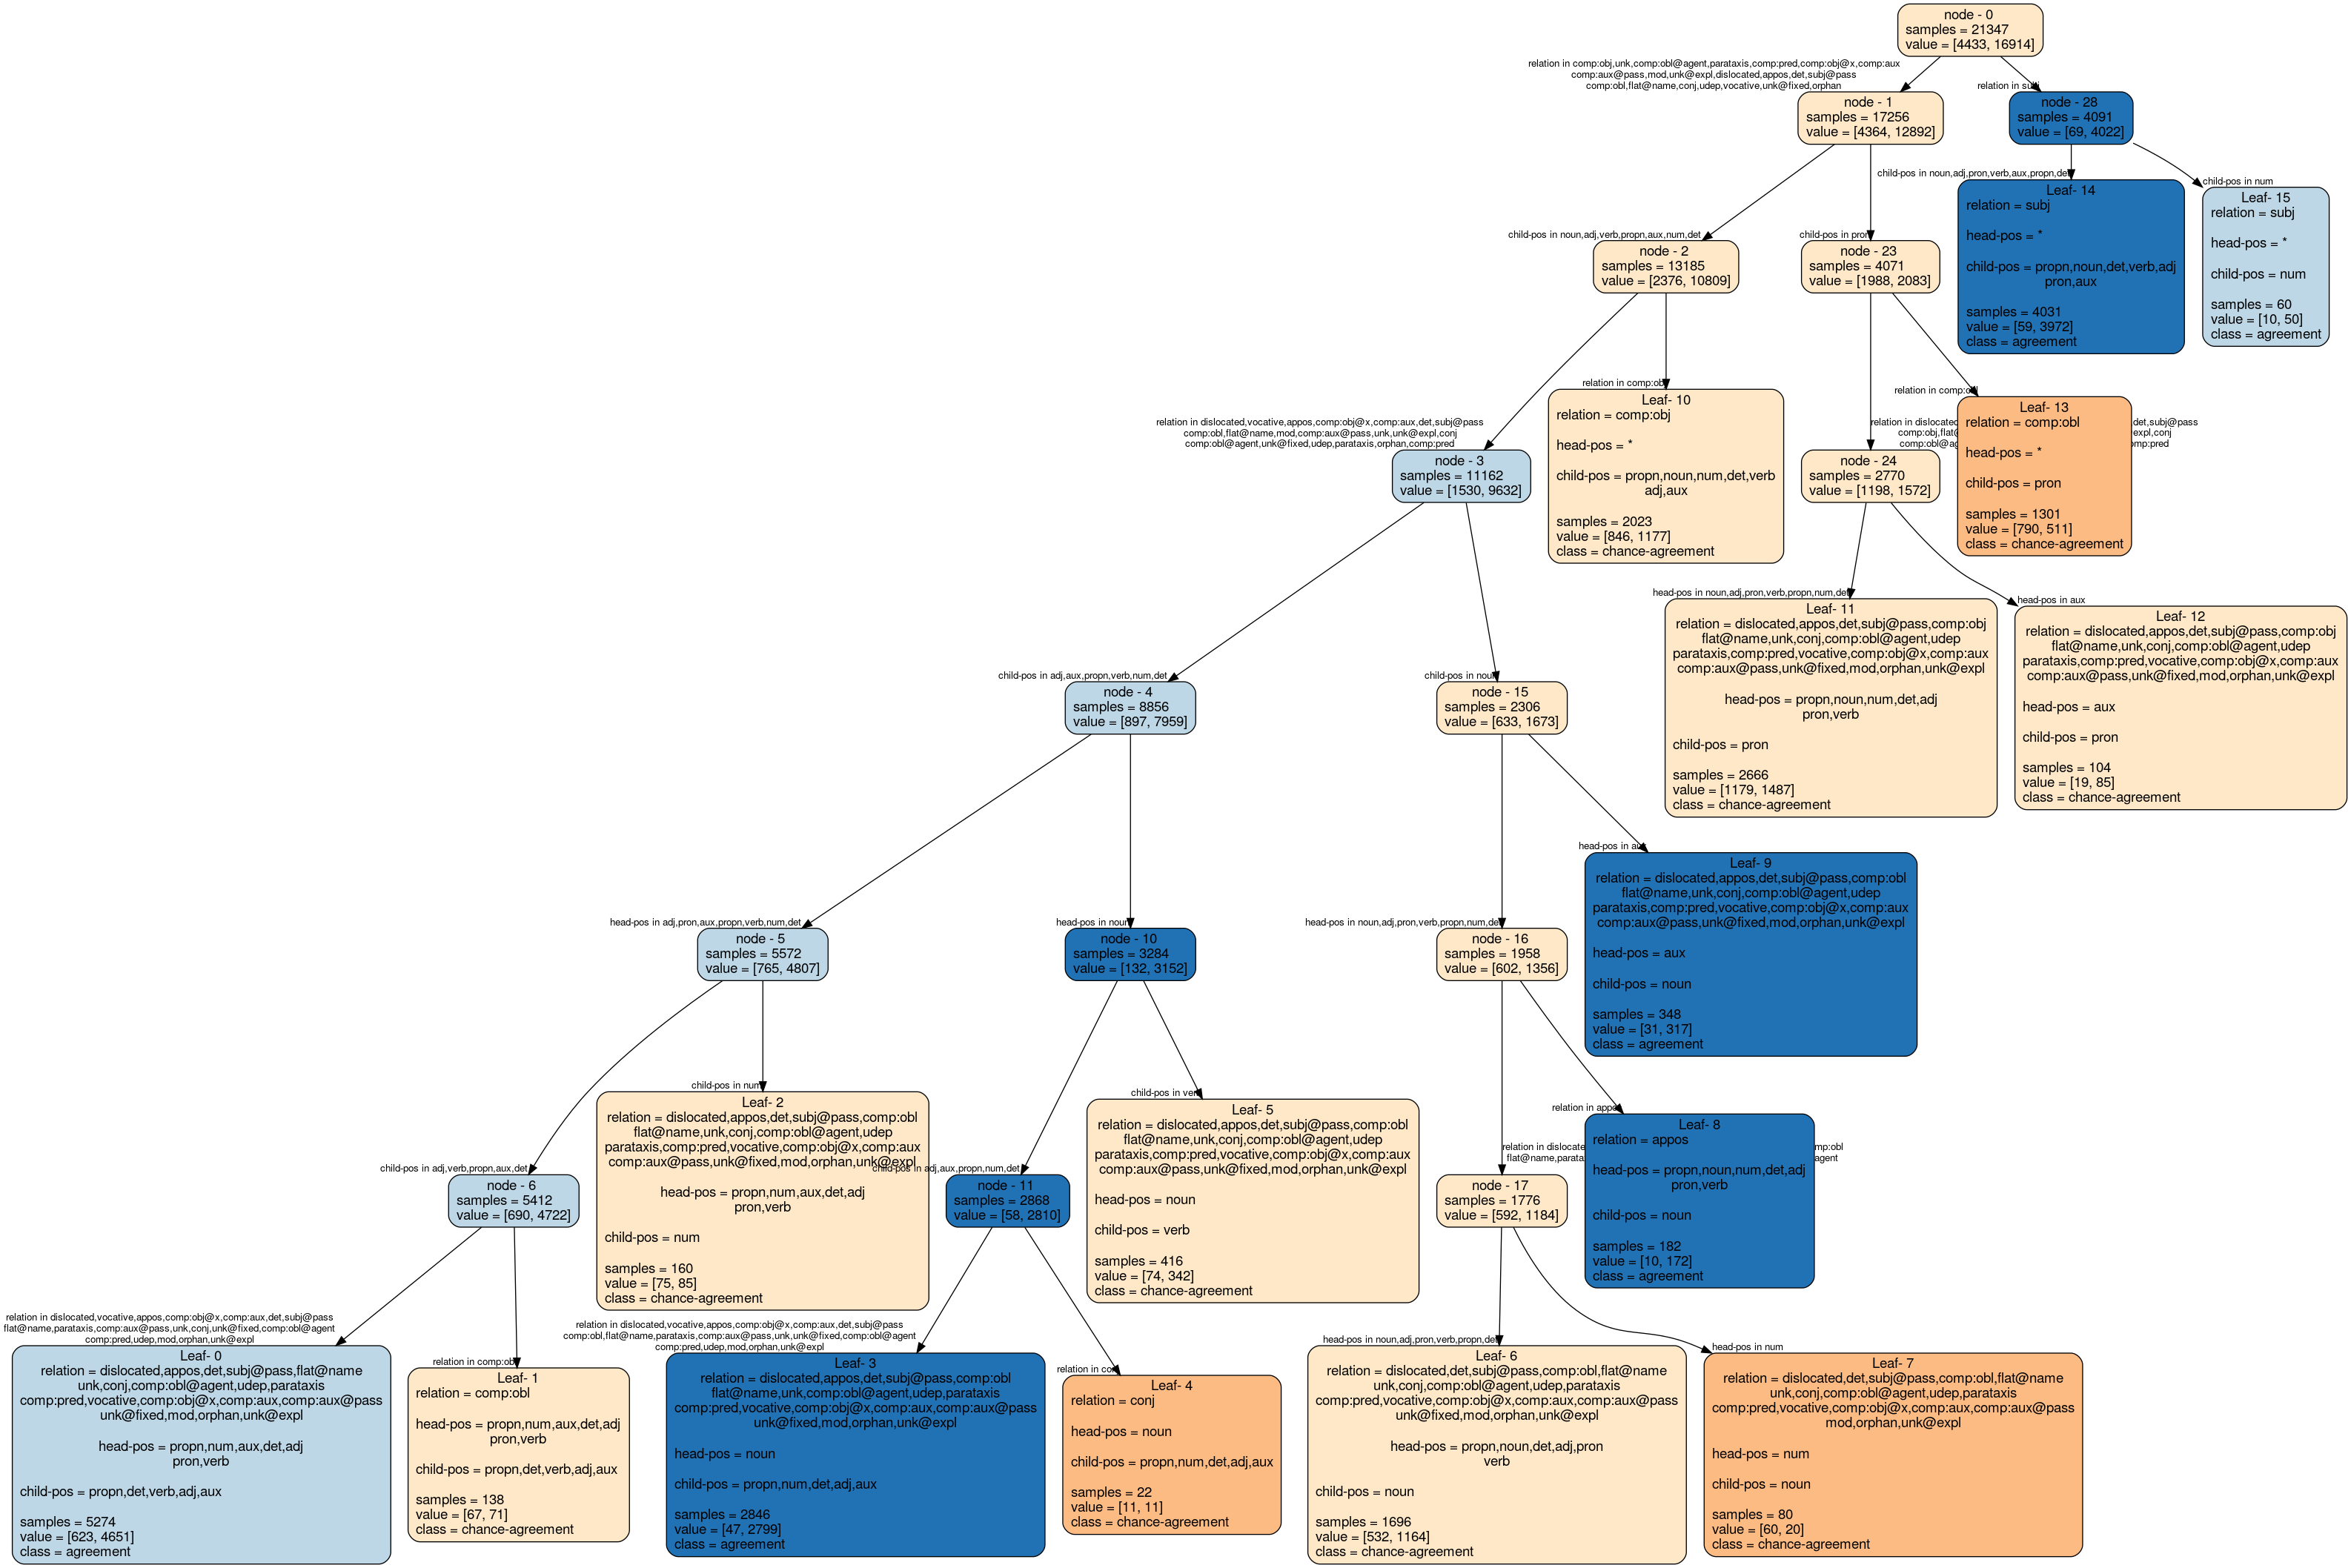 node - 0
samples = 21347
value = [4433, 16914]
relation in comp:obj,unk,comp:obl@agent,parataxis,comp:pred,comp:obj@x,comp:aux
comp:aux@pass,mod,unk@expl,dislocated,appos,det,subj@pass
comp:obl,flat@name,conj,udep,vocative,unk@fixed,orphan
node - 1
samples = 17256
value = [4364, 12892]
relation in subj
node - 28
samples = 4091
value = [69, 4022]
child-pos in noun,adj,pron,verb,aux,propn,det
Leaf- 14
relation = subj
head-pos = *
child-pos = propn,noun,det,verb,adj
pron,aux
samples = 4031
value = [59, 3972]
class = agreement
child-pos in num
Leaf- 15
relation = subj
head-pos = *
child-pos = num
samples = 60
value = [10, 50]
class = agreement
child-pos in noun,adj,verb,propn,aux,num,det
node - 2
samples = 13185
value = [2376, 10809]
child-pos in pron
node - 23
samples = 4071
value = [1988, 2083]
relation in dislocated,vocative,appos,comp:obj@x,comp:aux,det,subj@pass
comp:obl,flat@name,mod,comp:aux@pass,unk,unk@expl,conj
comp:obl@agent,unk@fixed,udep,parataxis,orphan,comp:pred
node - 3
samples = 11162
value = [1530, 9632]
relation in comp:obj
Leaf- 10
relation = comp:obj
head-pos = *
child-pos = propn,noun,num,det,verb
adj,aux
samples = 2023
value = [846, 1177]
class = chance-agreement
relation in dislocated det,subj@pass
comp:obj,flat@ expl,conj
comp:obl@ag comp:pred
node - 24
samples = 2770
value = [1198, 1572]
relation in comp:obl
Leaf- 13
relation = comp:obl
head-pos = *
child-pos = pron
samples = 1301
value = [790, 511]
class = chance-agreement
head-pos in noun,adj,pron,verb,propn,num,det
Leaf- 11
relation = dislocated,appos,det,subj@pass,comp:obj
flat@name,unk,conj,comp:obl@agent,udep
parataxis,comp:pred,vocative,comp:obj@x,comp:aux
comp:aux@pass,unk@fixed,mod,orphan,unk@expl
head-pos = propn,noun,num,det,adj
pron,verb
child-pos = pron
samples = 2666
value = [1179, 1487]
class = chance-agreement
head-pos in aux
Leaf- 12
relation = dislocated,appos,det,subj@pass,comp:obj
flat@name,unk,conj,comp:obl@agent,udep
parataxis,comp:pred,vocative,comp:obj@x,comp:aux
comp:aux@pass,unk@fixed,mod,orphan,unk@expl
head-pos = aux
child-pos = pron
samples = 104
value = [19, 85]
class = chance-agreement
child-pos in adj,aux,propn,verb,num,det
node - 4
samples = 8856
value = [897, 7959]
child-pos in noun
node - 15
samples = 2306
value = [633, 1673]
head-pos in adj,pron,aux,propn,verb,num,det
node - 5
samples = 5572
value = [765, 4807]
head-pos in noun
node - 10
samples = 3284
value = [132, 3152]
head-pos in noun,adj,pron,verb,propn,num,det
node - 16
samples = 1958
value = [602, 1356]
head-pos in aux
Leaf- 9
relation = dislocated,appos,det,subj@pass,comp:obl
flat@name,unk,conj,comp:obl@agent,udep
parataxis,comp:pred,vocative,comp:obj@x,comp:aux
comp:aux@pass,unk@fixed,mod,orphan,unk@expl
head-pos = aux
child-pos = noun
samples = 348
value = [31, 317]
class = agreement
child-pos in adj,verb,propn,aux,det
node - 6
samples = 5412
value = [690, 4722]
child-pos in num
Leaf- 2
relation = dislocated,appos,det,subj@pass,comp:obl
flat@name,unk,conj,comp:obl@agent,udep
parataxis,comp:pred,vocative,comp:obj@x,comp:aux
comp:aux@pass,unk@fixed,mod,orphan,unk@expl
head-pos = propn,num,aux,det,adj
pron,verb
child-pos = num
samples = 160
value = [75, 85]
class = chance-agreement
child-pos in adj,aux,propn,num,det
node - 11
samples = 2868
value = [58, 2810]
child-pos in verb
Leaf- 5
relation = dislocated,appos,det,subj@pass,comp:obl
flat@name,unk,conj,comp:obl@agent,udep
parataxis,comp:pred,vocative,comp:obj@x,comp:aux
comp:aux@pass,unk@fixed,mod,orphan,unk@expl
head-pos = noun
child-pos = verb
samples = 416
value = [74, 342]
class = chance-agreement
relation in dislocate mp:obl
flat@name,parata agent
node - 17
samples = 1776
value = [592, 1184]
relation in appos
Leaf- 8
relation = appos
head-pos = propn,noun,num,det,adj
pron,verb
child-pos = noun
samples = 182
value = [10, 172]
class = agreement
relation in dislocated,vocative,appos,comp:obj@x,comp:aux,det,subj@pass
flat@name,parataxis,comp:aux@pass,unk,conj,unk@fixed,comp:obl@agent
comp:pred,udep,mod,orphan,unk@expl
Leaf- 0
relation = dislocated,appos,det,subj@pass,flat@name
unk,conj,comp:obl@agent,udep,parataxis
comp:pred,vocative,comp:obj@x,comp:aux,comp:aux@pass
unk@fixed,mod,orphan,unk@expl
head-pos = propn,num,aux,det,adj
pron,verb
child-pos = propn,det,verb,adj,aux
samples = 5274
value = [623, 4651]
class = agreement
relation in comp:obl
Leaf- 1
relation = comp:obl
head-pos = propn,num,aux,det,adj
pron,verb
child-pos = propn,det,verb,adj,aux
samples = 138
value = [67, 71]
class = chance-agreement
relation in dislocated,vocative,appos,comp:obj@x,comp:aux,det,subj@pass
comp:obl,flat@name,parataxis,comp:aux@pass,unk,unk@fixed,comp:obl@agent
comp:pred,udep,mod,orphan,unk@expl
Leaf- 3
relation = dislocated,appos,det,subj@pass,comp:obl
flat@name,unk,comp:obl@agent,udep,parataxis
comp:pred,vocative,comp:obj@x,comp:aux,comp:aux@pass
unk@fixed,mod,orphan,unk@expl
head-pos = noun
child-pos = propn,num,det,adj,aux
samples = 2846
value = [47, 2799]
class = agreement
relation in conj
Leaf- 4
relation = conj
head-pos = noun
child-pos = propn,num,det,adj,aux
samples = 22
value = [11, 11]
class = chance-agreement
head-pos in noun,adj,pron,verb,propn,det
Leaf- 6
relation = dislocated,det,subj@pass,comp:obl,flat@name
unk,conj,comp:obl@agent,udep,parataxis
comp:pred,vocative,comp:obj@x,comp:aux,comp:aux@pass
unk@fixed,mod,orphan,unk@expl
head-pos = propn,noun,det,adj,pron
verb
child-pos = noun
samples = 1696
value = [532, 1164]
class = chance-agreement
head-pos in num
Leaf- 7
relation = dislocated,det,subj@pass,comp:obl,flat@name
unk,conj,comp:obl@agent,udep,parataxis
comp:pred,vocative,comp:obj@x,comp:aux,comp:aux@pass
mod,orphan,unk@expl
head-pos = num
child-pos = noun
samples = 80
value = [60, 20]
class = chance-agreement